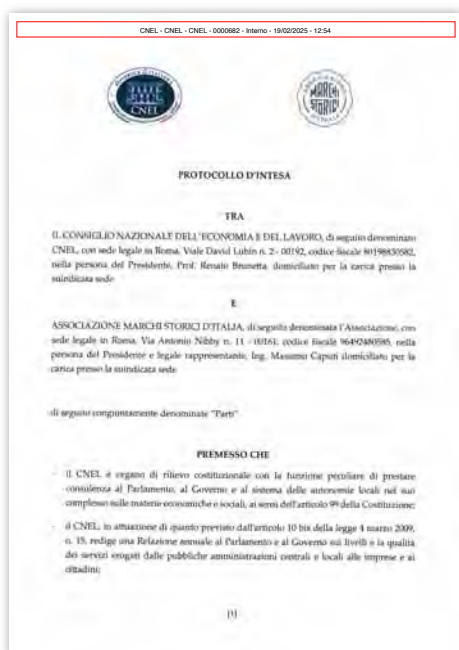 CNEL - CNEL - CNEL - 0000682 - Interno - 19/02/2025 - 12:54
CNEL
MARCHI
STORICI
PROTOCOLLO D'INTESA
TRA
IL CONSIGLIO NAZIONALE DELL'ECONOMIA E DEL LAVORO, di seguito denominato
CNEL, con sede legale in Roma, Viale David Lubin n. 2 - 00192, codice fiscale 80198830582,
nella persona del Presidente, Prof. Renato Brunetta, domiciliato per la carica presso la
suindicata sede
E
ASSOCIAZIONE MARCHI STORICI D'ITALIA, di seguito denominata l'Associazione, con
sede legale in Roma, Via Antonio Nibby n. 11 - 00161, codice fiscale 96492480585, nella
persona del Presidente e legale rappresentante, Ing. Massimo Caputi domiciliato per la
carica presso la suindicata sede
di seguito congiuntamente denominate "Parti"
PREMESSO CHE
- il CNEL è organo di rilievo costituzionale con la funzione peculiare di prestare
consulenza al Parlamento, al Governo e al sistema delle autonomie locali nel suo
complesso sulle materie economiche e sociali, ai sensi dell'articolo 99 della Costituzione;
- il CNEL, in attuazione di quanto previsto dall'articolo 10 bis della legge 4 marzo 2009,
n. 15, redige una Relazione annuale al Parlamento e al Governo sui livelli e la qualità
dei servizi erogati dalle pubbliche amministrazioni centrali e locali alle imprese e ai
cittadini;
[1]